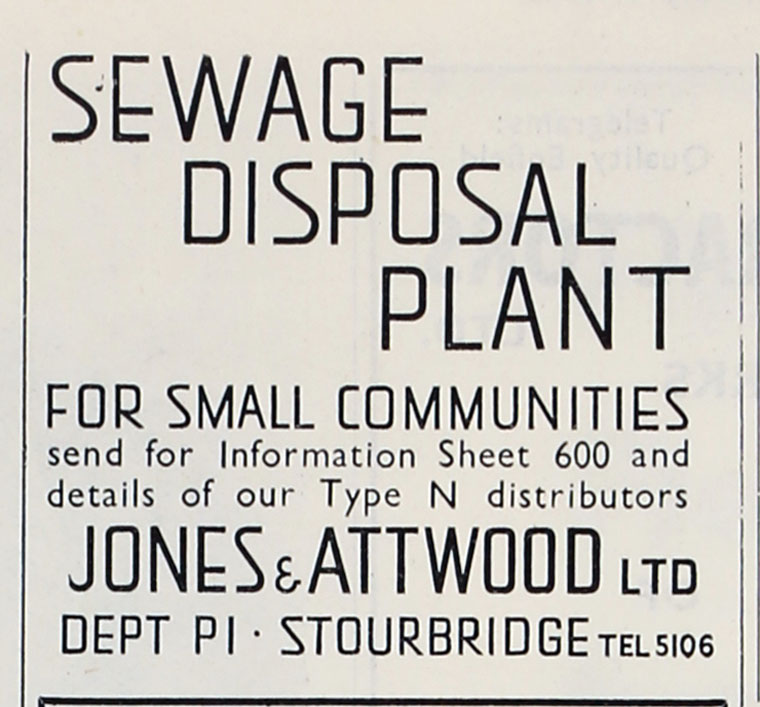 SEWAGE
DISPOSAL
PLANT
FOR SMALL COMMUNITIES
send for Information Sheet 600 and
details of our Type N distributors
JONES & ATTWOOD LTD
DEPT PI · STOURBRIDGE TEL 5106